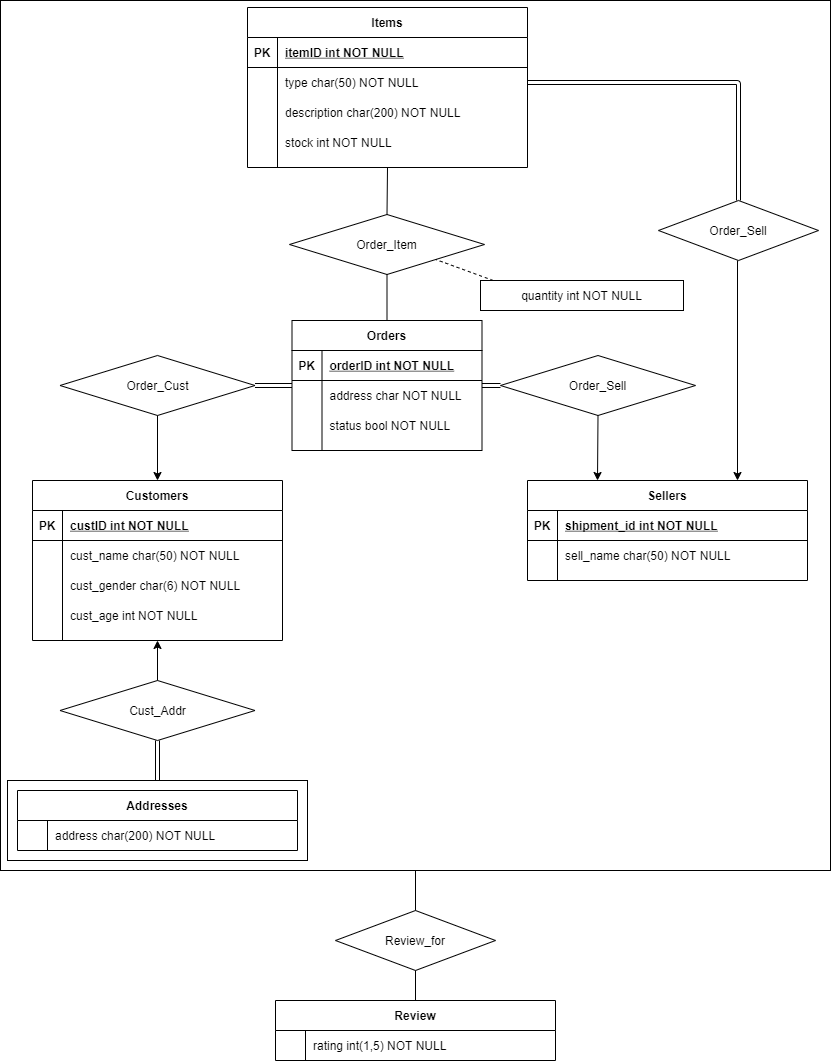 Items
PK itemID int NOT NULL
type char(50) NOT NULL
description char(200) NOT NULL
stock int NOT NULL
Order_Sell
Order_Item
quantity int NOT NULL
Orders
PK orderID int NOT NULL
address char NOT NULL
status bool NOT NULL
Order_Cust
Order_Sell
Customers
PK custID int NOT NULL
cust_name char(50) NOT NULL
cust_gender char(6) NOT NULL
cust_age int NOT NULL
Sellers
PK shipment_id int NOT NULL
sell_name char(50) NOT NULL
Cust_Addr
Addresses
address char(200) NOT NULL
Review_for
Review
rating int(1,5) NOT NULL